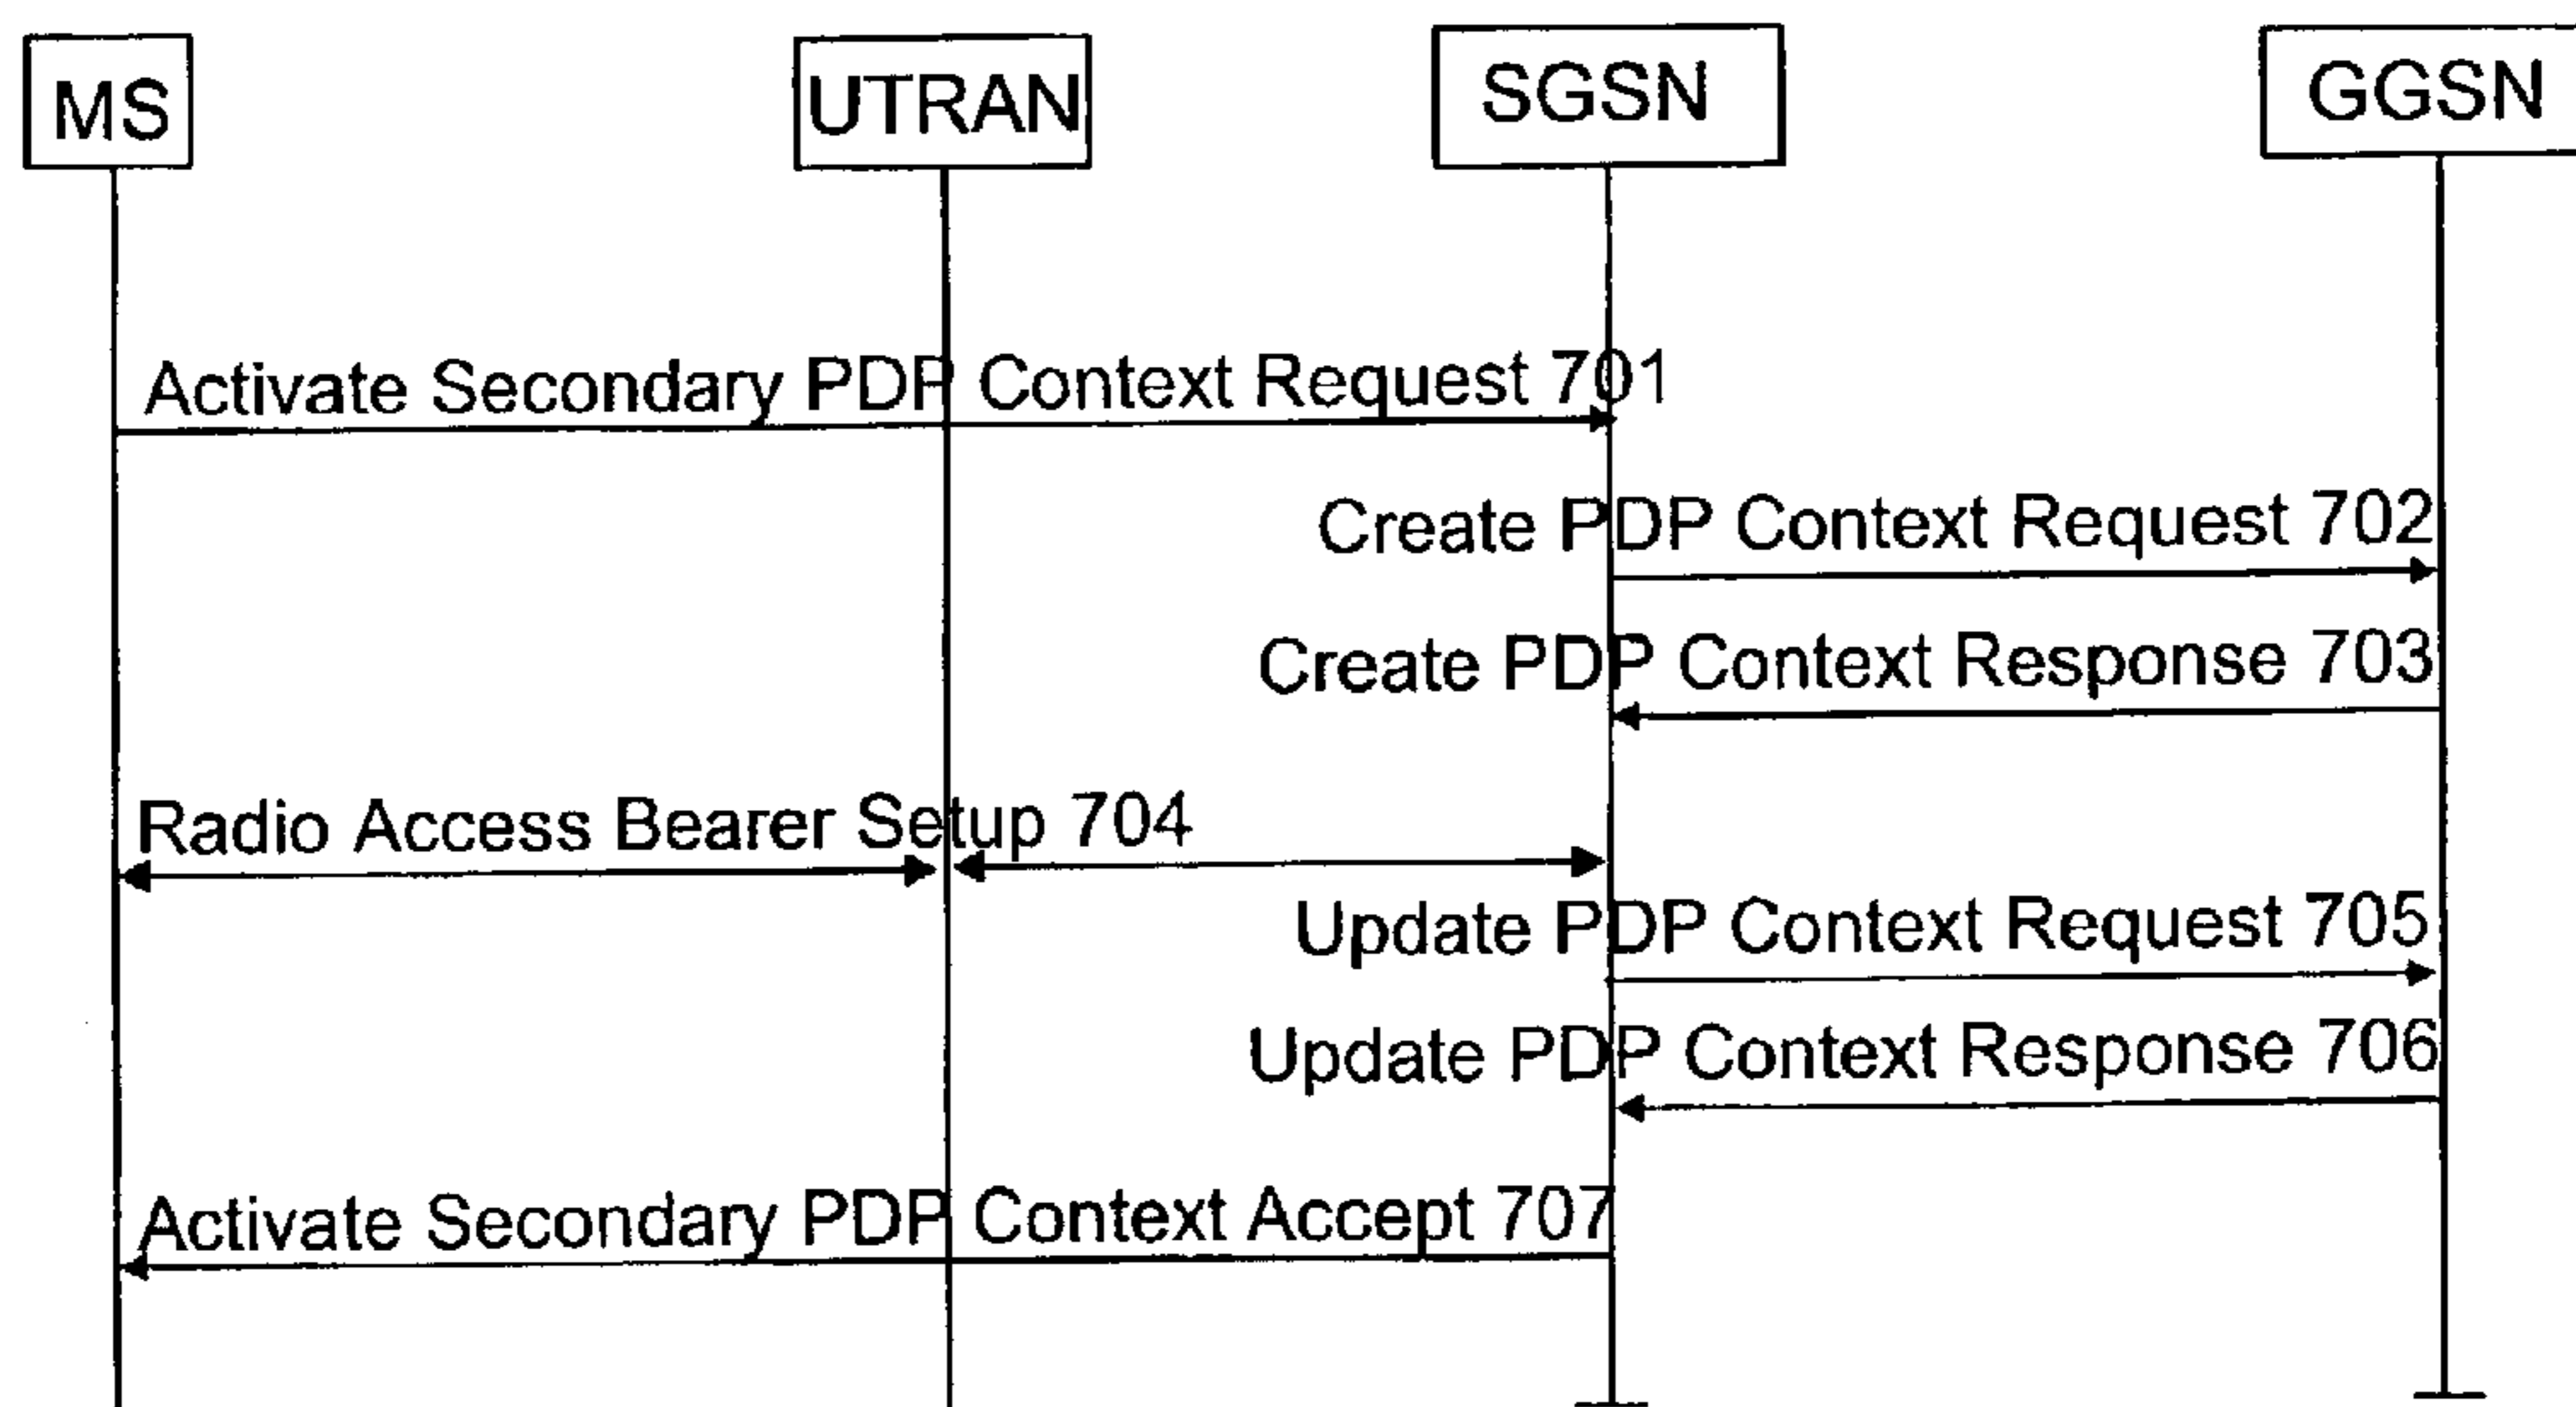 MS
UTRAN
SGSN
GGSN
Activate Secondary PDP Context Request 701
Create PDP Context Request 702
Create PDP Context Response 703
Radio Access Bearer Setup 704
Update PDP Context Request 705
Update PDP Context Response 706
Activate Secondary PDP Context Accept 707